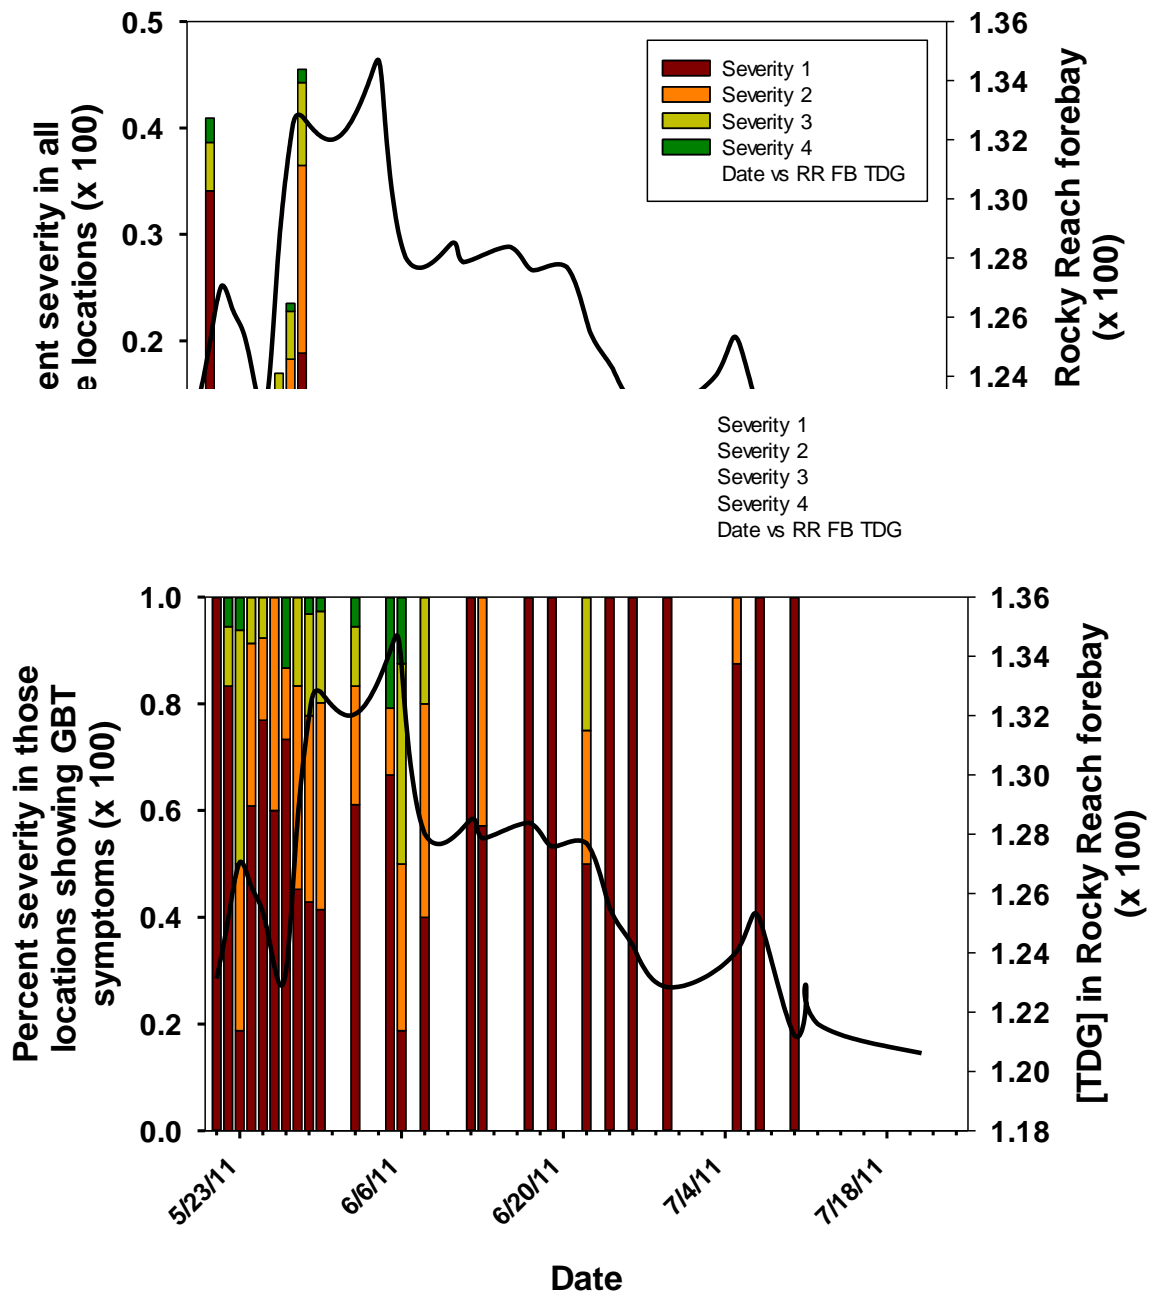 0.5
0.4
0.3
0.2
ent severity in all
e locations (x 100)
1.36
1.34
1.32
1.30
1.28
1.26
1.24
Rocky Reach forebay
(x 100)
Severity 1
Severity 2
Severity 3
Severity 4
Date vs RR FB TDG
Severity 1
Severity 2
Severity 3
Severity 4
Date vs RR FB TDG
1.0
0.8
0.6
0.4
0.2
0.0
Percent severity in those
locations showing GBT
symptoms (x 100)
1.36
1.34
1.32
1.30
1.28
1.26
1.24
1.22
1.20
1.18
[TDG] in Rocky Reach forebay
(x 100)
5/23/11
6/6/11
6/20/11
7/4/11
7/18/11
Date